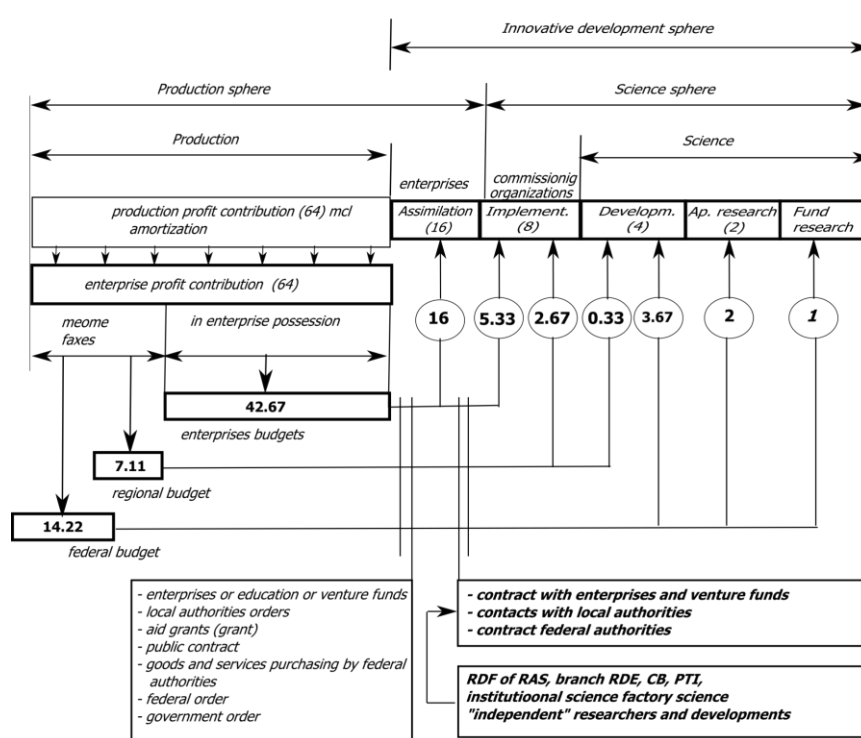 Innovative development sphere
Production sphere
Science sphere
Production
Science
enterprises
commissionig
organizations
production profit contribution (64) mcl
amortization
Assimilation
(16)
Implement.
(8)
Developm.
(4)
Ap. research
(2)
Fund
research
enterprise profit contribution (64)
meome
faxes
in enterprise possession
16
5.33
2.67
0.33
3.67
2
1
42.67
enterprises budgets
7.11
regional budget
14.22
federal budget
- enterprises or education or venture funds
- local authorities orders
- aid grants (grant)
- public contract
- goods and services purchasing by federal
authorities
- federal order
- government order
- contract with enterprises and venture funds
- contacts with local authorities
- contract federal authorities
RDF of RAS, branch RDE, CB, PTI,
institutioonal science factory science
"independent" researchers and developments